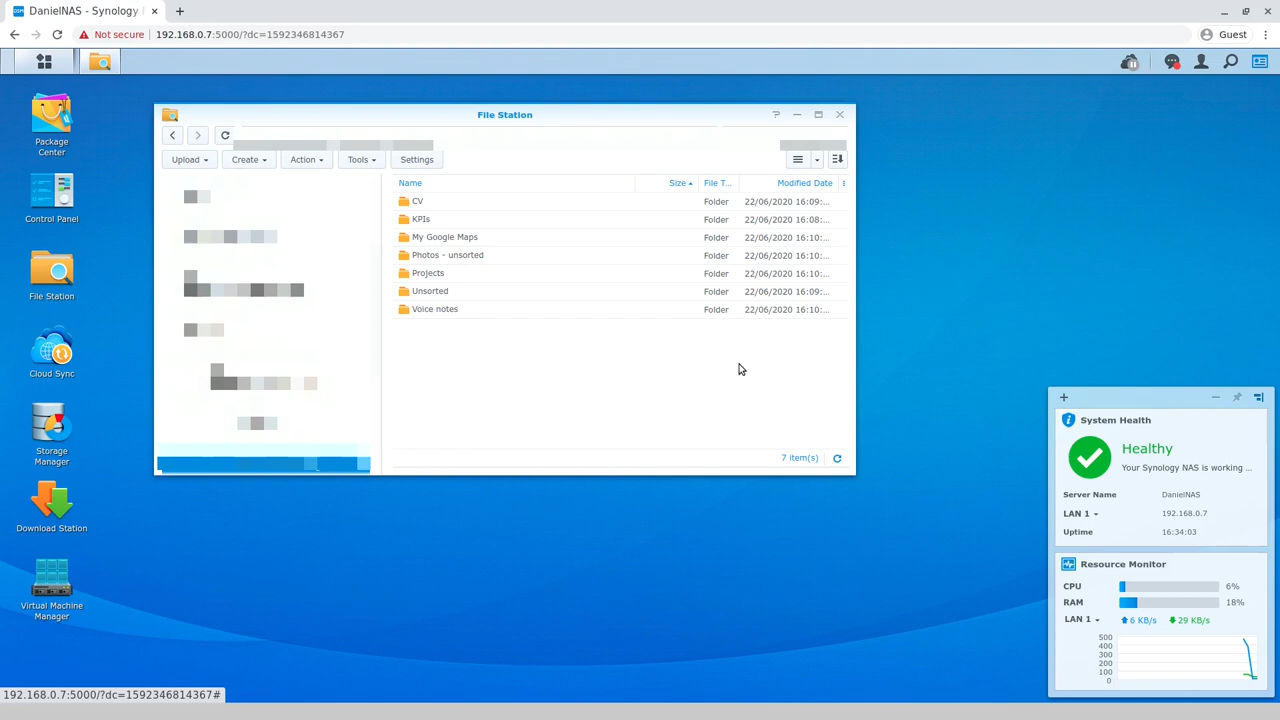 DanielNAS - Synology
Not secure 192.168.0.7:5000/?dc=1592346814367
Guest
Package
Center
Control Panel
File Station
Cloud Sync
Storage
Manager
Download Station
Virtual Machine
Manager
File Station
Upload Create Action Tools Settings
Name Size File T... Modified Date
CV Folder 22/06/2020 16:09:...
KPIs Folder 22/06/2020 16:08:...
My Google Maps Folder 22/06/2020 16:10:...
Photos - unsorted Folder 22/06/2020 16:10:...
Projects Folder 22/06/2020 16:10:...
Unsorted Folder 22/06/2020 16:09:...
Voice notes Folder 22/06/2020 16:10:...
7 item(s)
System Health
Healthy
Your Synology NAS is working ...
Server Name DanielNAS
LAN 1 192.168.0.7
Uptime 16:34:03
Resource Monitor
CPU 6%
RAM 18%
LAN 1 6 KB/s 29 KB/s
500
400
300
200
100
0
192.168.0.7:5000/?dc=1592346814367#